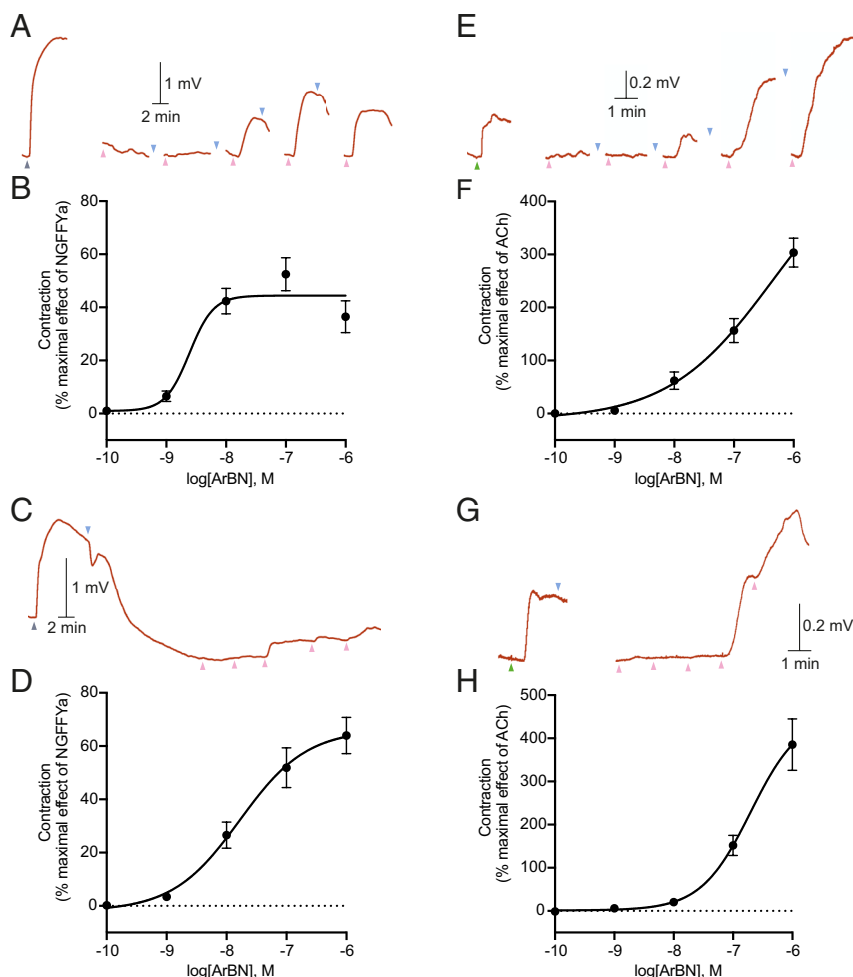 A
1 mV
2 min
E
0.2 mV
1 min
B
Contraction
(% maximal effect of NGFFYa)
80
60
40
20
0
-10 -9 -8 -7 -6
log[ArBN], M
F
Contraction
(% maximal effect of ACh)
400
300
200
100
0
-10 -9 -8 -7 -6
log[ArBN], M
C
1 mV
2 min
G
0.2 mV
1 min
D
Contraction
(% maximal effect of NGFFYa)
80
60
40
20
0
-10 -9 -8 -7 -6
log[ArBN], M
H
Contraction
(% maximal effect of ACh)
500
400
300
200
100
0
-10 -9 -8 -7 -6
log[ArBN], M